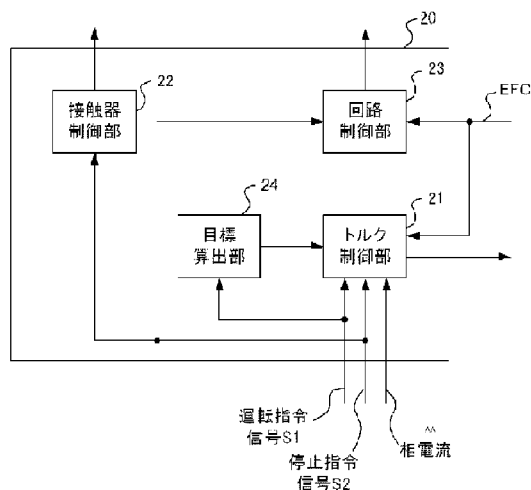 20
22
接触器
制御部
23
回路
制御部
EFC
24
目標
算出部
21
トルク
制御部
運転指令
信号S1
停止指令
信号S2
相電流